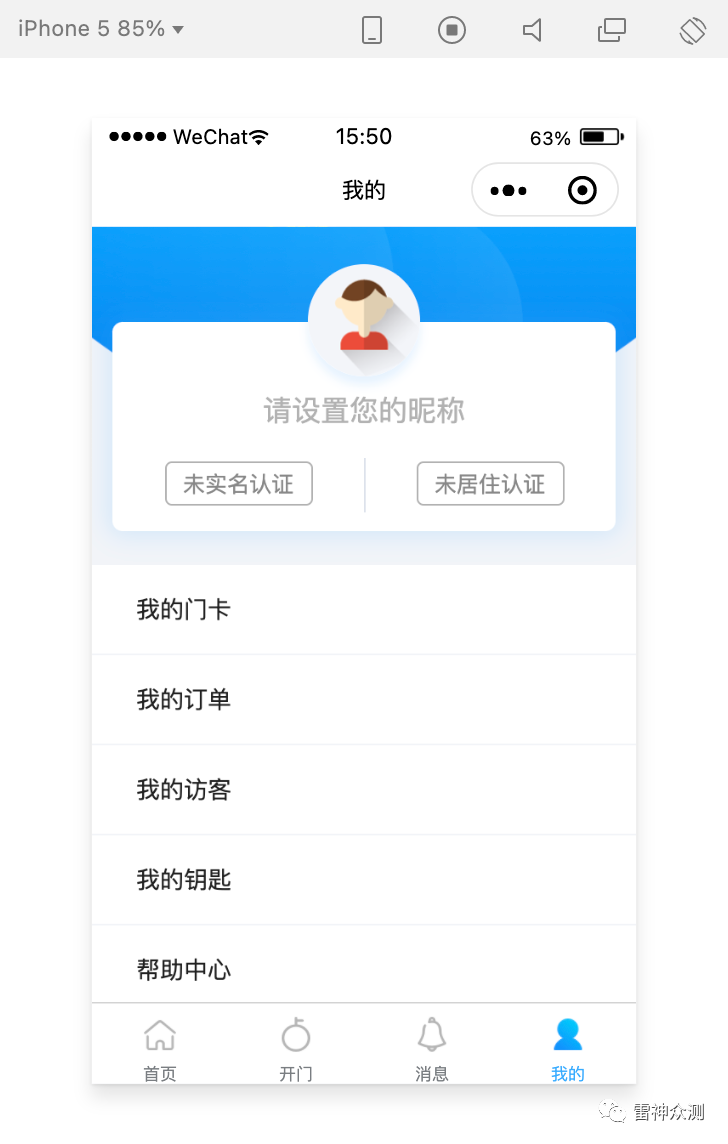 iPhone 5 85%
WeChat 15:50 63%
我的
请设置您的昵称
未实名认证 未居住认证
我的门卡
我的订单
我的访客
我的钥匙
帮助中心
首页 开门 消息 我的
雷神众测